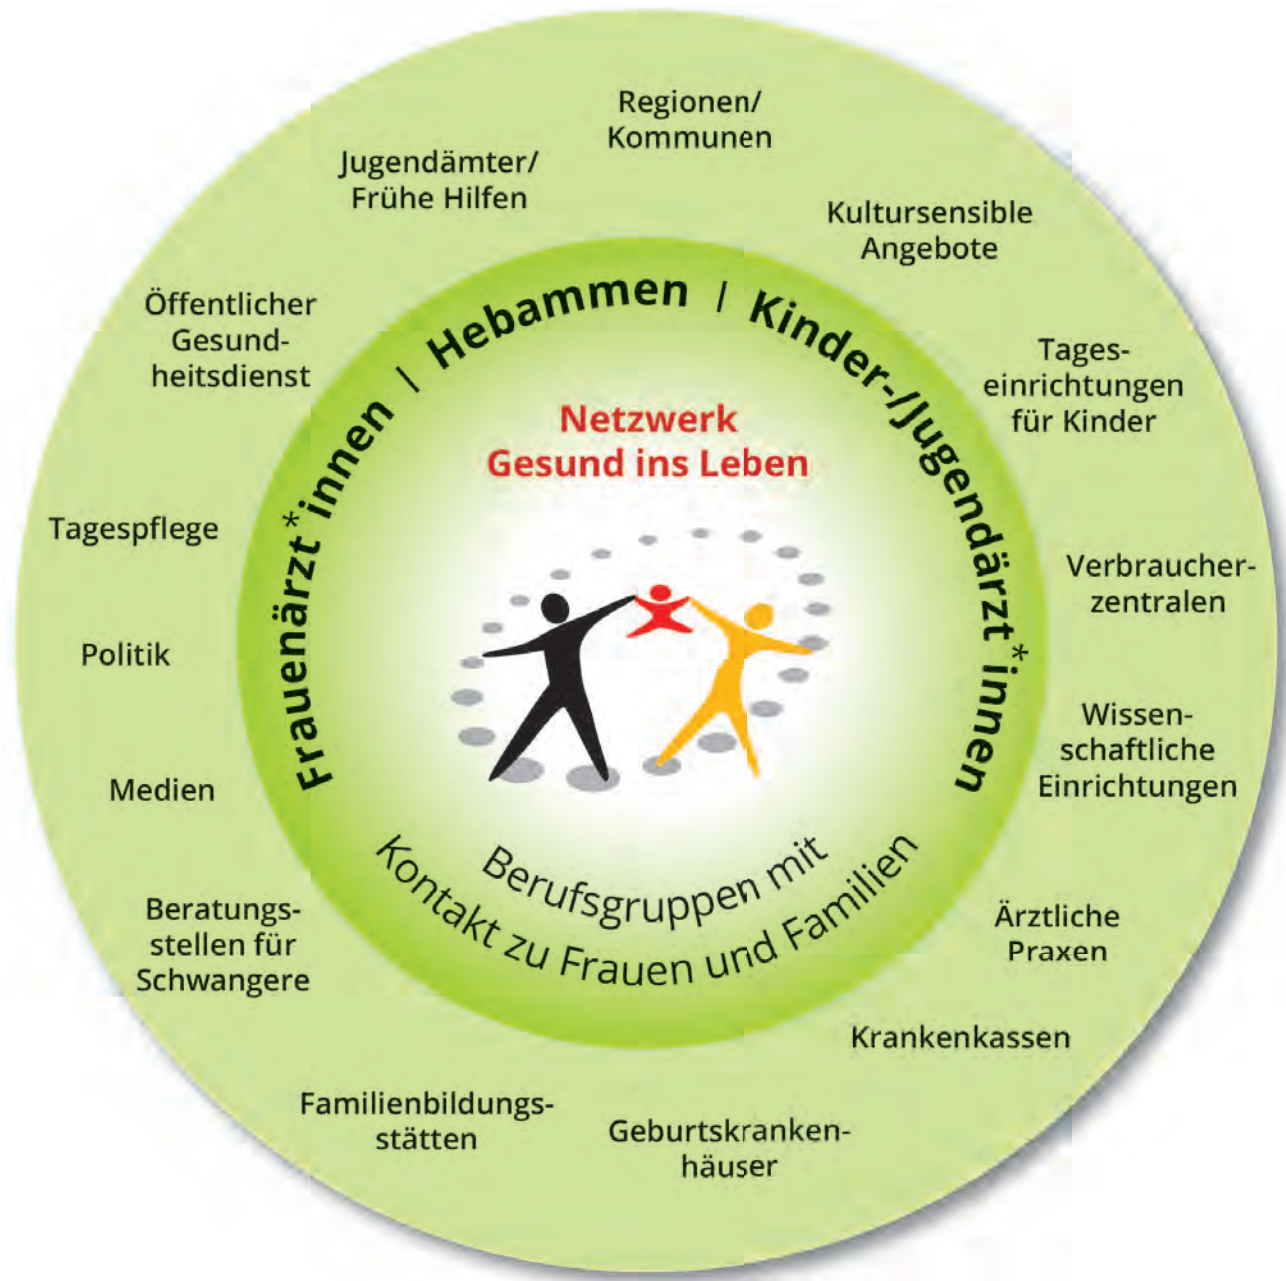 Regionen/
Kommunen
Jugendämter/
Frühe Hilfen
Kultursensible
Angebote
Öffentlicher
Gesund-
heitsdienst
Tages-
einrichtungen
für Kinder
Frauenärzt*innen | Hebammen | Kinder-/Jugendärzt*innen
Netzwerk
Gesund ins Leben
Tagespflege
Verbraucher-
zentralen
Politik
Wissen-
schaftliche
Einrichtungen
Medien
Berufsgruppen mit
Kontakt zu Frauen und Familien
Beratungs-
stellen für
Schwangere
Ärztliche
Praxen
Krankenkassen
Familienbildungs-
stätten
Geburtskranken-
häuser